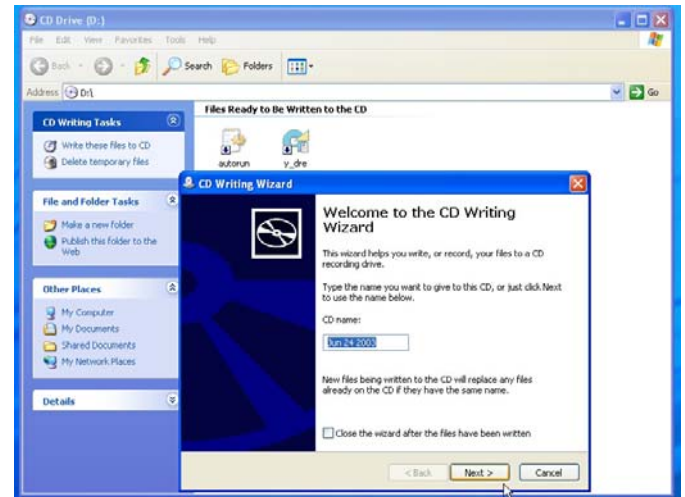 CD Drive (D:)
File Edit View Favorites Tools Help
Back Search Folders
Address D:\ Go
Files Ready to Be Written to the CD
CD Writing Tasks
Write these files to CD
Delete temporary files
autorun y_dre
File and Folder Tasks
Make a new folder
Publish this folder to the
Web
Other Places
My Computer
My Documents
Shared Documents
My Network Places
Details
CD Writing Wizard
Welcome to the CD Writing
Wizard
This wizard helps you write, or record, your files to a CD
recording drive.
Type the name you want to give to this CD, or just click Next
to use the name below.
CD name:
Jun 24 2003
New files being written to the CD will replace any files
already on the CD if they have the same name.
Close the wizard after the files have been written
< Back Next > Cancel